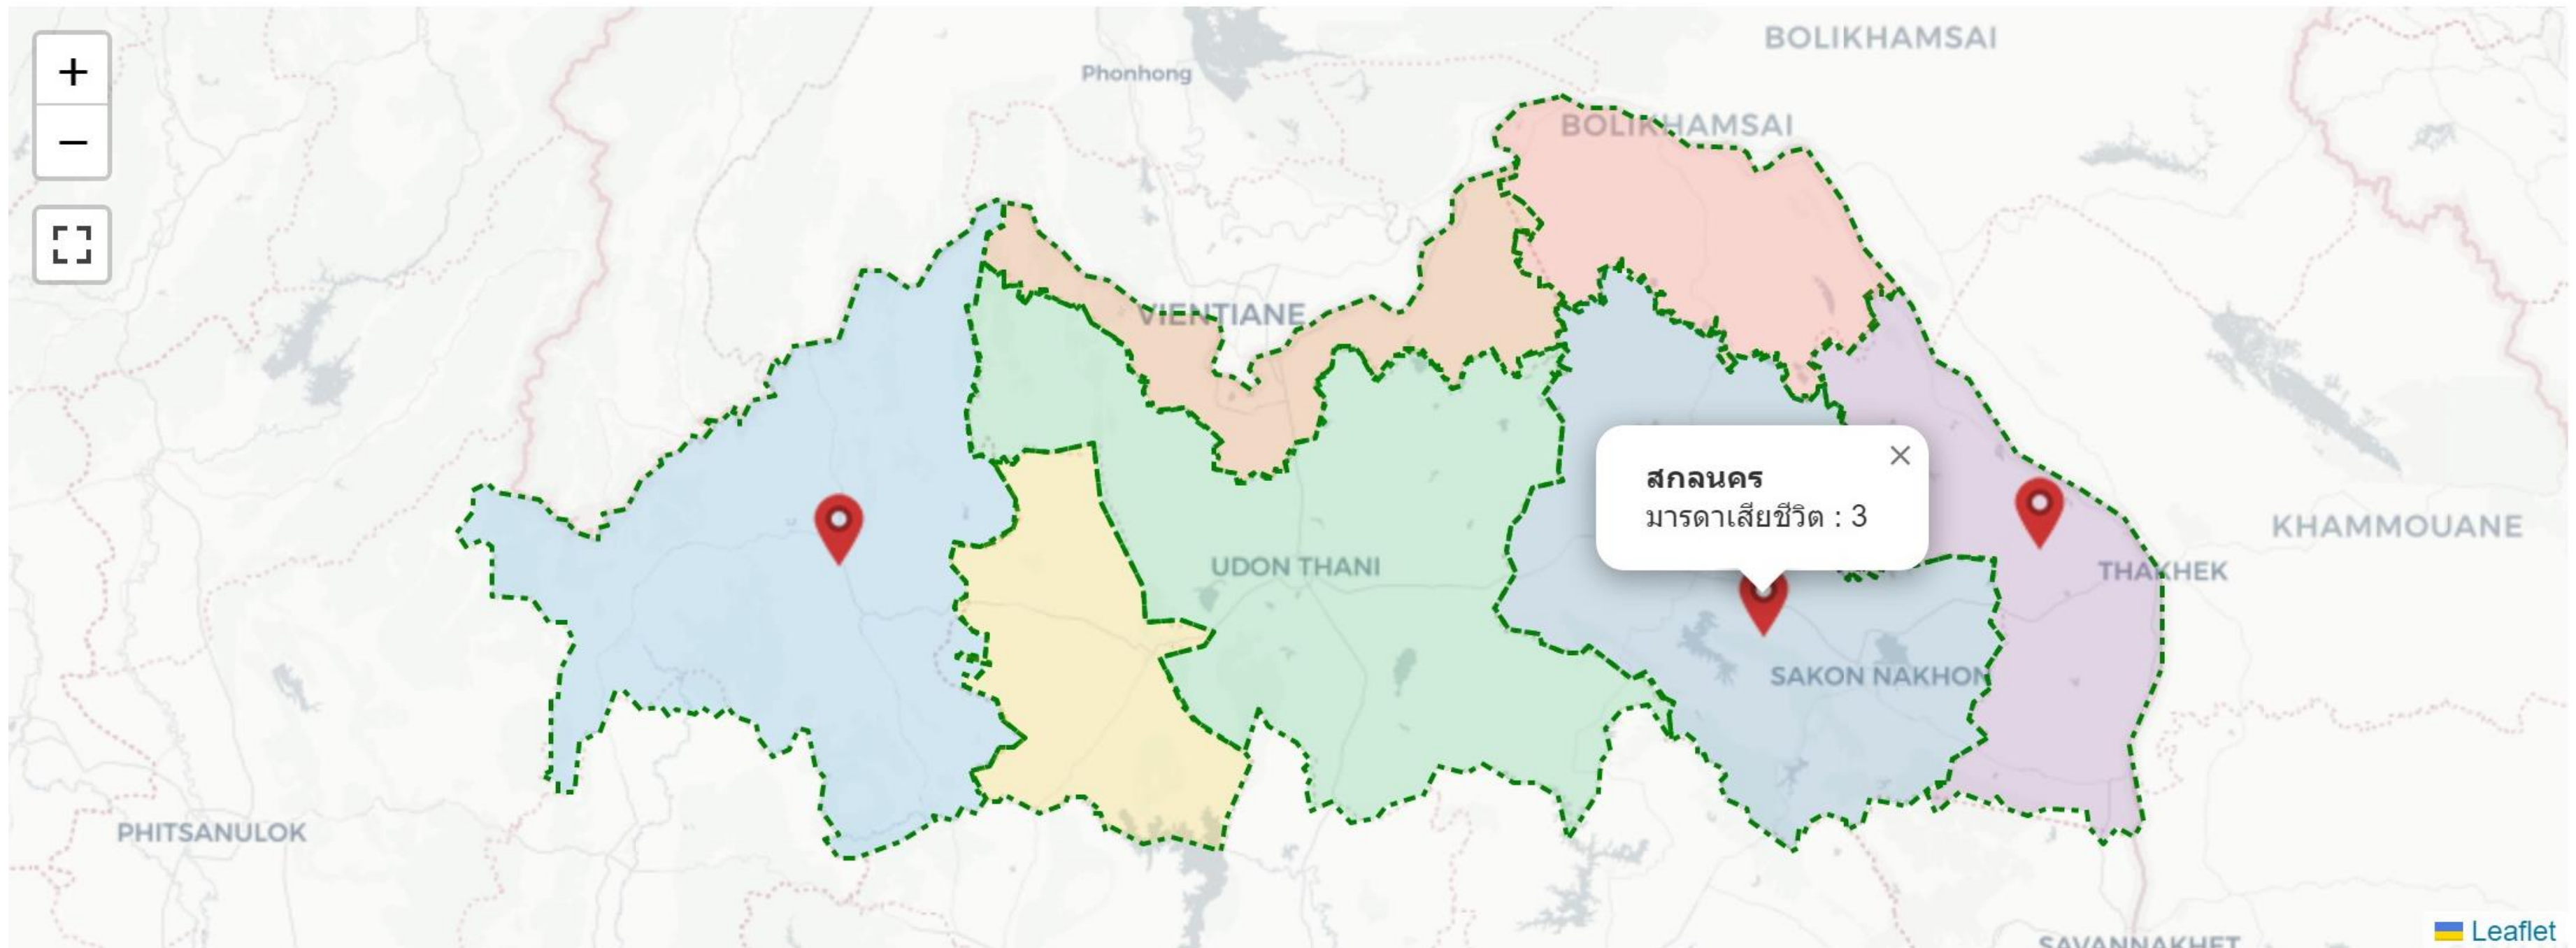 BOLIKHAMSAI
+
Phonhong
BOLIKHAMSAI
−
VIENTIANE
สกลนคร
มารดาเสียชีวิต : 3
KHAMMOUANE
UDON THANI
THAKHEK
SAKON NAKHON
PHITSANULOK
Leaflet
SAVANNAKHET